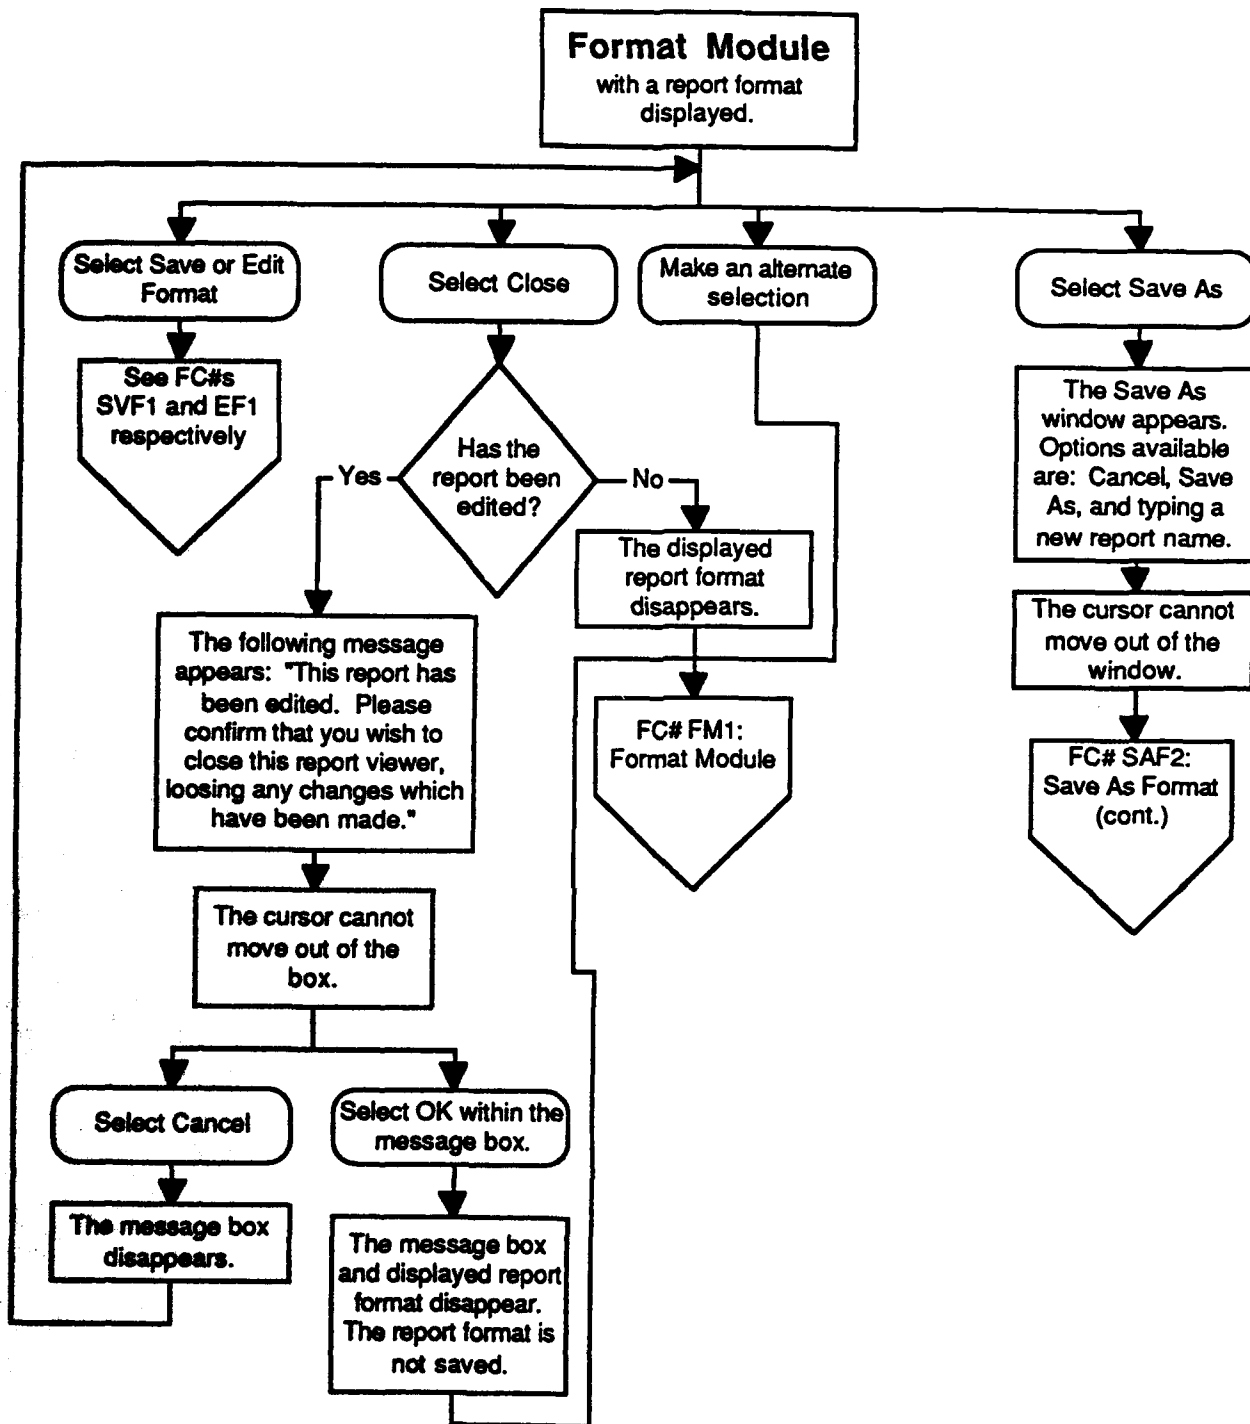 Format Module
with a report format
displayed.
Select Save or Edit
Format
Select Close
Make an alternate
selection
Select Save As
See FC#s
SVF1 and EF1
respectively
Has the
report been
edited?
Yes
No
The Save As
window appears.
Options available
are: Cancel, Save
As, and typing a
new report name.
The displayed
report format
disappears.
The cursor cannot
move out of the
window.
The following message
appears: "This report has
been edited. Please
confirm that you wish to
close this report viewer,
loosing any changes which
have been made."
FC# FM1:
Format Module
FC# SAF2:
Save As Format
(cont.)
The cursor cannot
move out of the
box.
Select Cancel
Select OK within the
message box.
The message box
disappears.
The message box
and displayed report
format disappear.
The report format is
not saved.